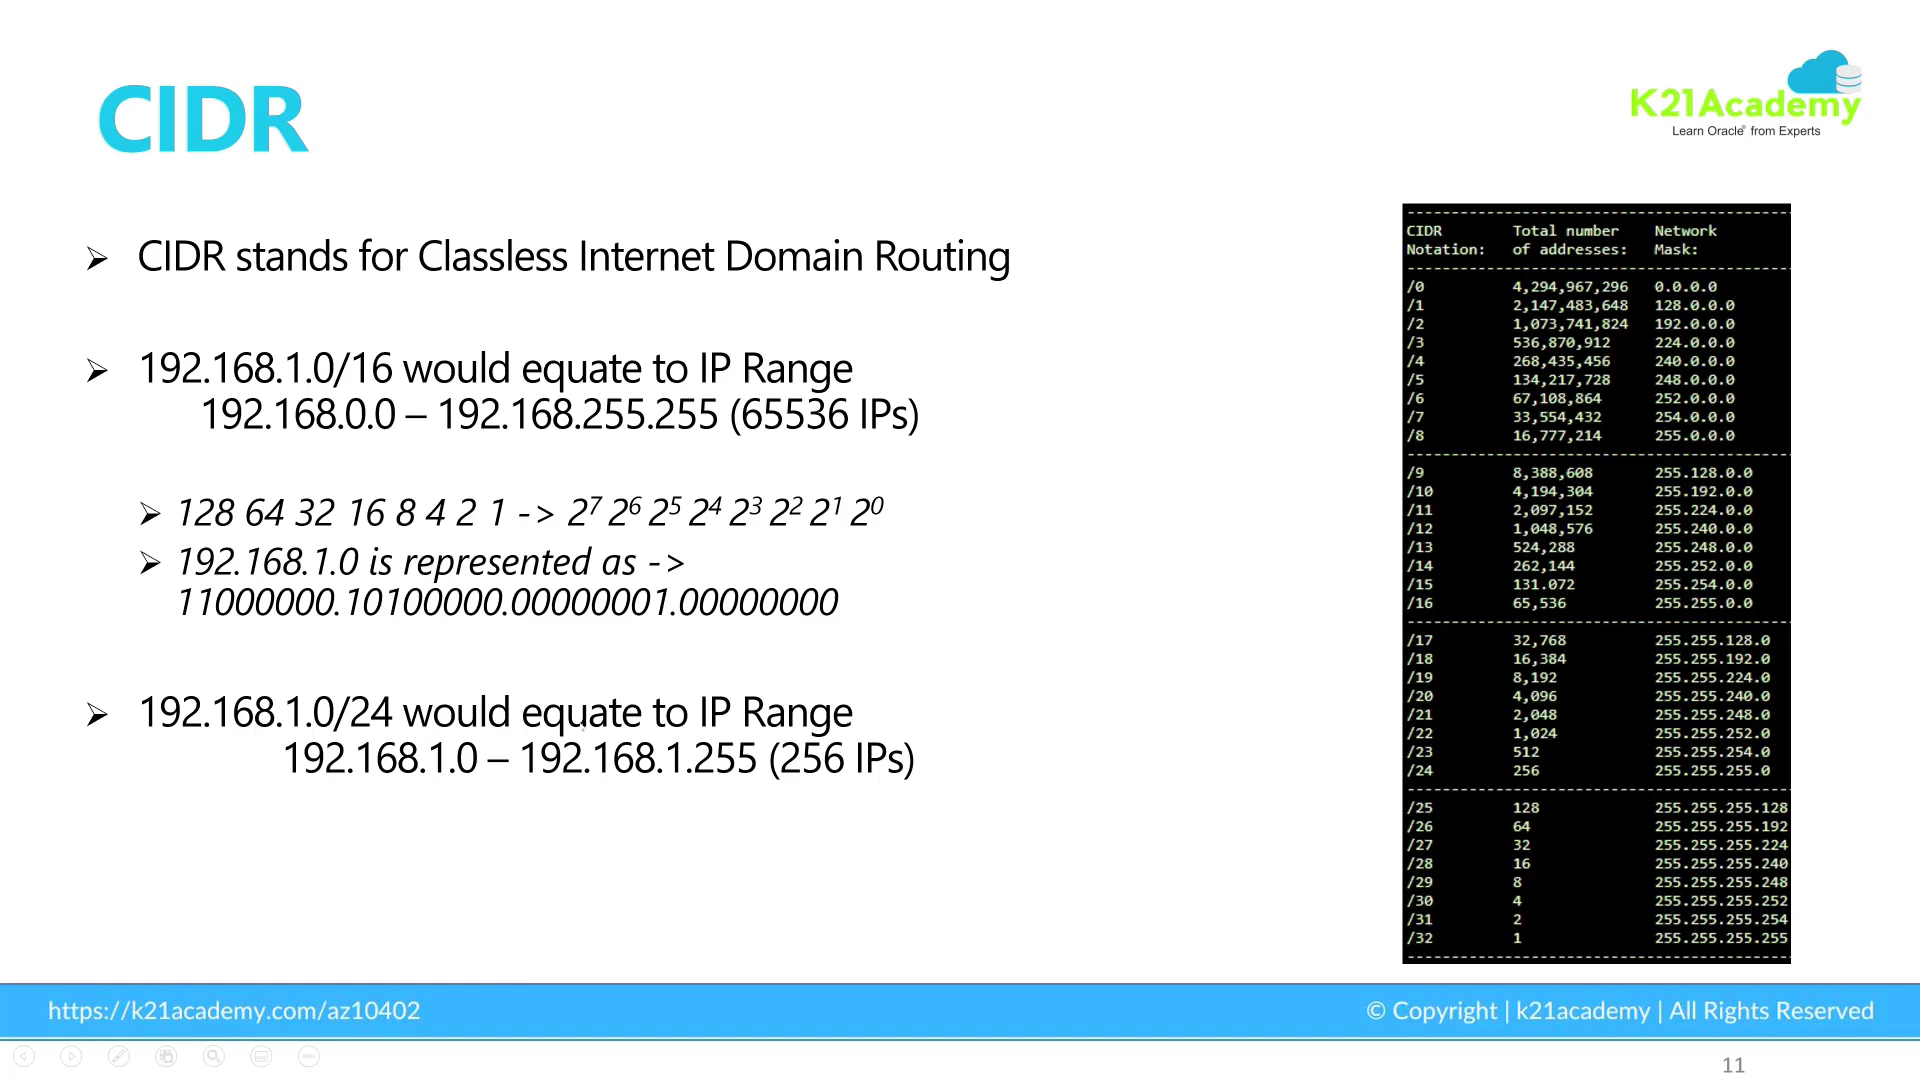 CIDR
K21Academy
Learn Oracle® from Experts
➢ CIDR stands for Classless Internet Domain Routing
➢ 192.168.1.0/16 would equate to IP Range
192.168.0.0 – 192.168.255.255 (65536 IPs)
➢ 128 64 32 16 8 4 2 1 -> 2⁷ 2⁶ 2⁵ 2⁴ 2³ 2² 2¹ 2⁰
➢ 192.168.1.0 is represented as ->
11000000.10100000.00000001.00000000
➢ 192.168.1.0/24 would equate to IP Range
192.168.1.0 – 192.168.1.255 (256 IPs)
CIDR Total number Network
Notation: of addresses: Mask:
/0 4,294,967,296 0.0.0.0
/1 2,147,483,648 128.0.0.0
/2 1,073,741,824 192.0.0.0
/3 536,870,912 224.0.0.0
/4 268,435,456 240.0.0.0
/5 134,217,728 248.0.0.0
/6 67,108,864 252.0.0.0
/7 33,554,432 254.0.0.0
/8 16,777,214 255.0.0.0
/9 8,388,608 255.128.0.0
/10 4,194,304 255.192.0.0
/11 2,097,152 255.224.0.0
/12 1,048,576 255.240.0.0
/13 524,288 255.248.0.0
/14 262,144 255.252.0.0
/15 131.072 255.254.0.0
/16 65,536 255.255.0.0
/17 32,768 255.255.128.0
/18 16,384 255.255.192.0
/19 8,192 255.255.224.0
/20 4,096 255.255.240.0
/21 2,048 255.255.248.0
/22 1,024 255.255.252.0
/23 512 255.255.254.0
/24 256 255.255.255.0
/25 128 255.255.255.128
/26 64 255.255.255.192
/27 32 255.255.255.224
/28 16 255.255.255.240
/29 8 255.255.255.248
/30 4 255.255.255.252
/31 2 255.255.255.254
/32 1 255.255.255.255
https://k21academy.com/az10402
© Copyright | k21academy | All Rights Reserved
11